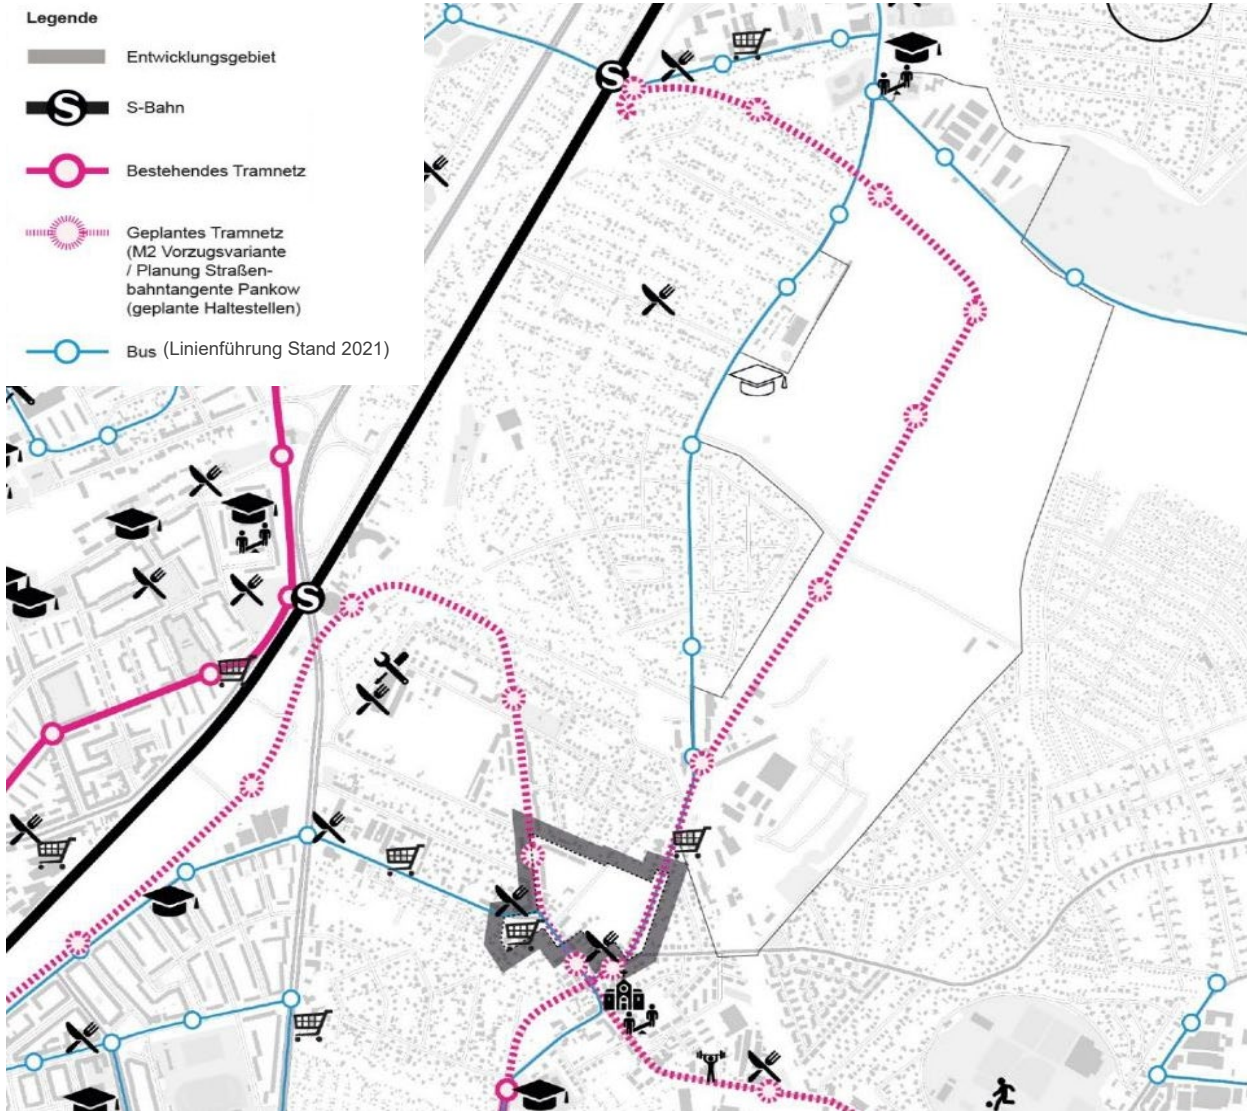 Legende
Entwicklungsgebiet
S
S-Bahn
Bestehendes Tramnetz
Geplantes Tramnetz
(M2 Vorzugsvariante
/ Planung Straßen-
bahntangente Pankow
(geplante Haltestellen)
Bus (Linienführung Stand 2021)
S
S